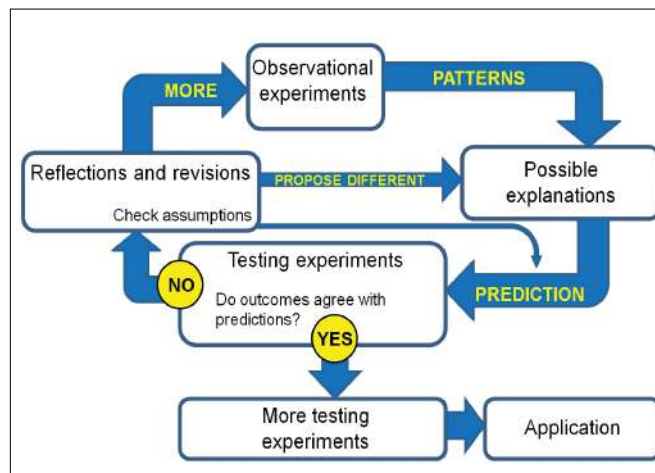 Observational
experiments
MORE
PATTERNS
Reflections and revisions
Check assumptions
PROPOSE DIFFERENT
Possible
explanations
Testing experiments
Do outcomes agree with
predictions?
NO
YES
PREDICTION
More testing
experiments
Application